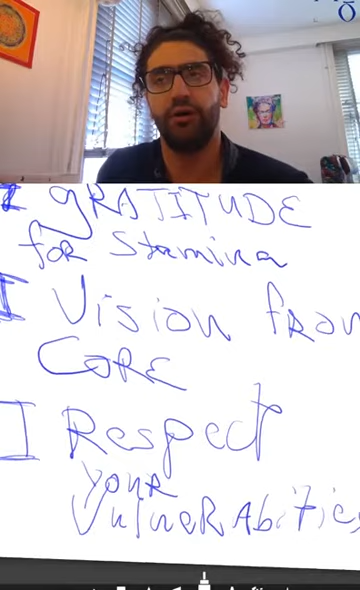 I GRATITUDE
for Stamina
I Vision from
CORE
I Respect
your
VulneRAbilities